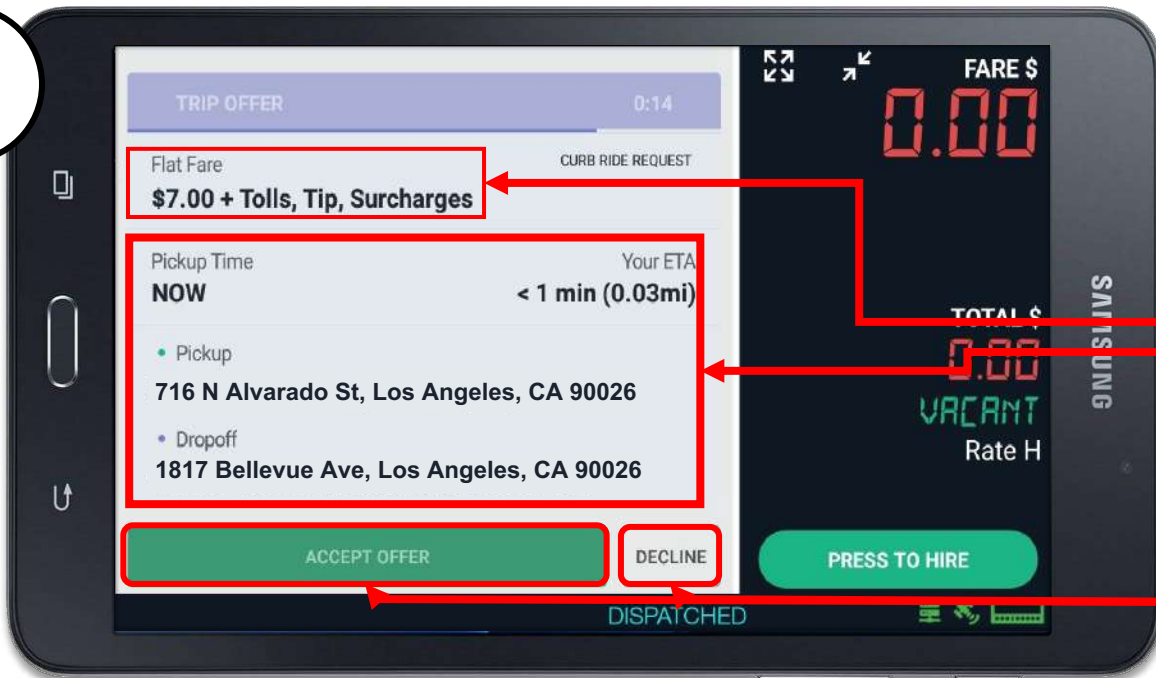 TRIP OFFER 0:14
Flat Fare CURB RIDE REQUEST
$7.00 + Tolls, Tip, Surcharges
Pickup Time Your ETA
NOW < 1 min (0.03mi)
• Pickup
716 N Alvarado St, Los Angeles, CA 90026
• Dropoff
1817 Bellevue Ave, Los Angeles, CA 90026
ACCEPT OFFER DECLINE
FARE $
0.00
TOTAL $
0.00
VACANT
Rate H
PRESS TO HIRE
DISPATCHED
SAMSUNG